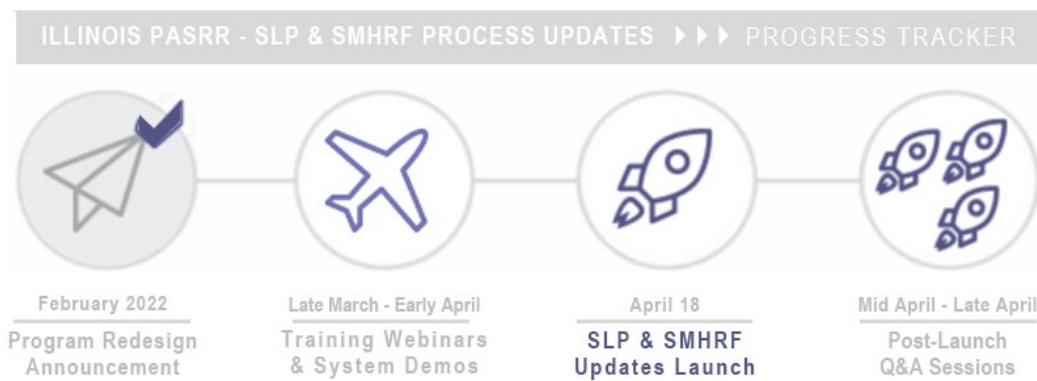 ILLINOIS PASRR - SLP & SMHRF PROCESS UPDATES PROGRESS TRACKER
February 2022
Program Redesign
Announcement
Late March - Early April
Training Webinars
& System Demos
April 18
SLP & SMHRF
Updates Launch
Mid April - Late April
Post-Launch
Q&A Sessions